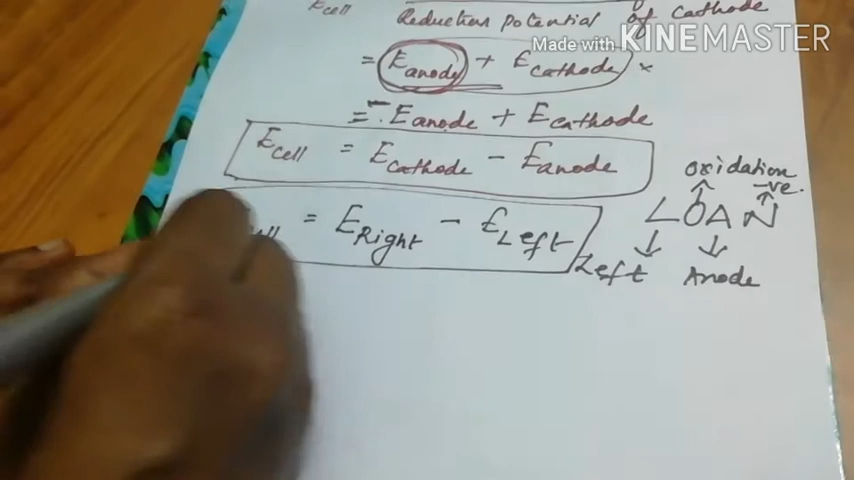 Ecell Reduction potential of cathode
Made with KINEMASTER
= Eanode + Ecathode ×
= - Eanode + Ecathode
Ecell = Ecathode - Eanode
oxidation
-ve.
LOAN
= ERight - ELeft
Left Anode